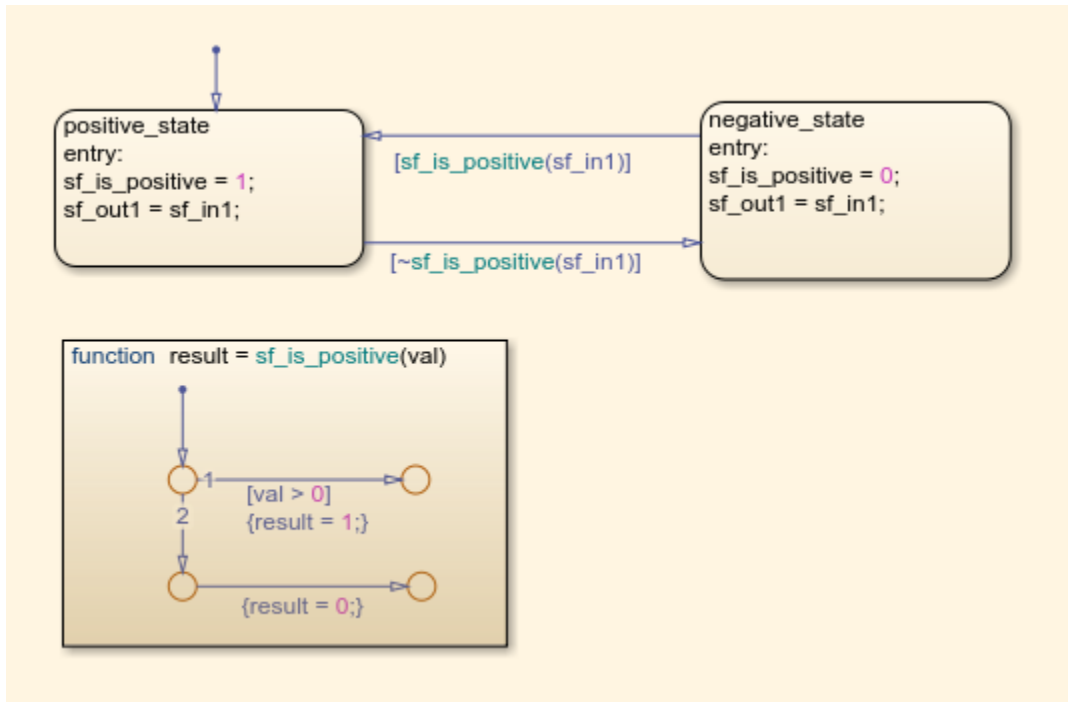 positive_state
entry:
sf_is_positive = 1;
sf_out1 = sf_in1;
[sf_is_positive(sf_in1)]
[~sf_is_positive(sf_in1)]
negative_state
entry:
sf_is_positive = 0;
sf_out1 = sf_in1;
function result = sf_is_positive(val)
1
[val > 0]
{result = 1;}
2
{result = 0;}